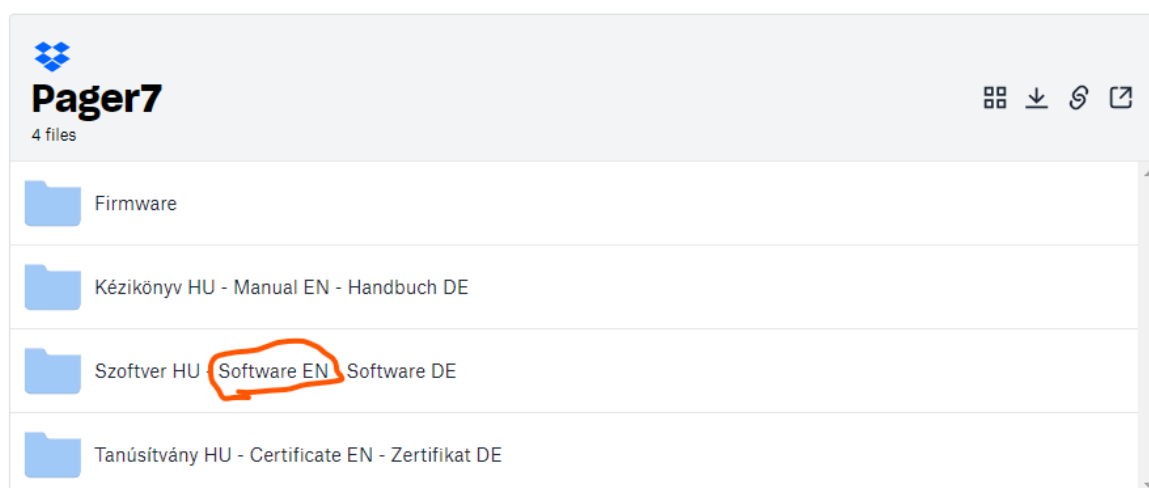 Pager7
4 files
Firmware
Kézikönyv HU - Manual EN - Handbuch DE
Szoftver HU - Software EN - Software DE
Tanúsítvány HU - Certificate EN - Zertifikat DE